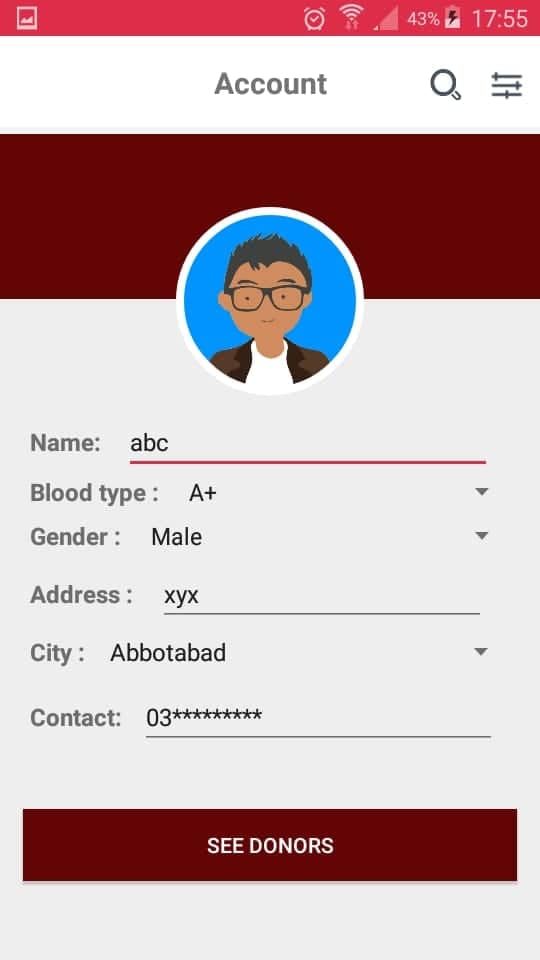 43% 17:55
Account
Name: abc
Blood type : A+
Gender : Male
Address : xyx
City : Abbotabad
Contact: 03*********
SEE DONORS